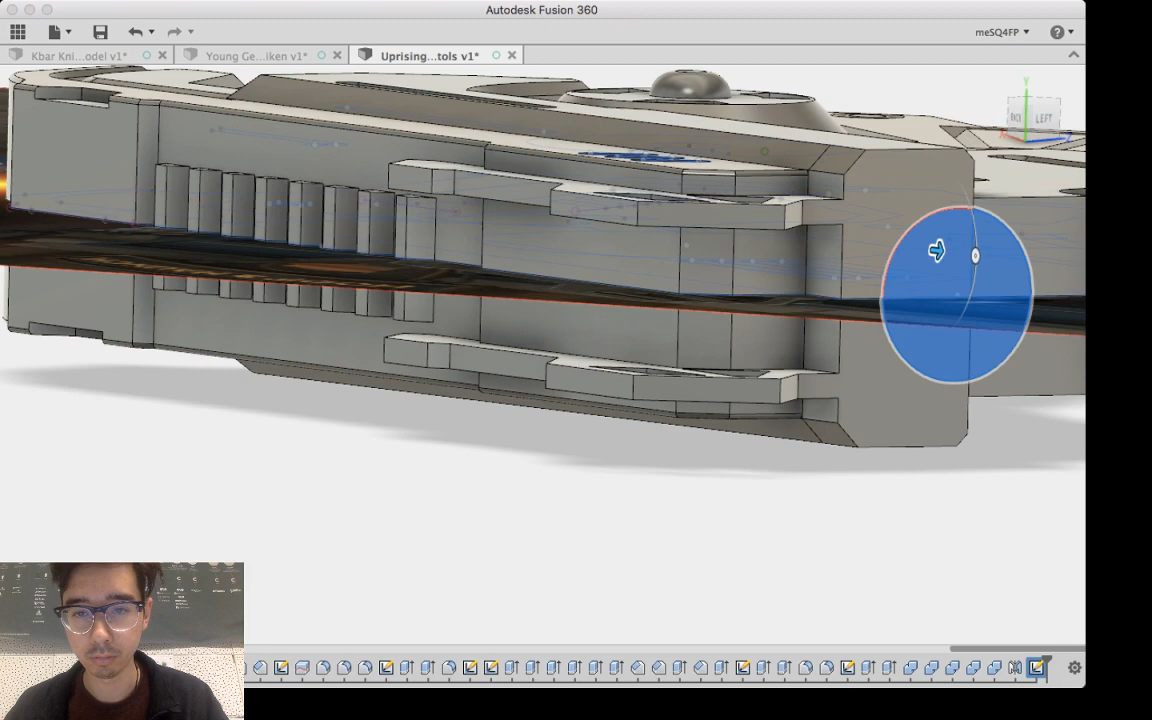 Autodesk Fusion 360
meSQ4FP
Kbar Kni...odel v1*
Young Ge...iken v1*
Uprising...tols v1*
Y
LEFT